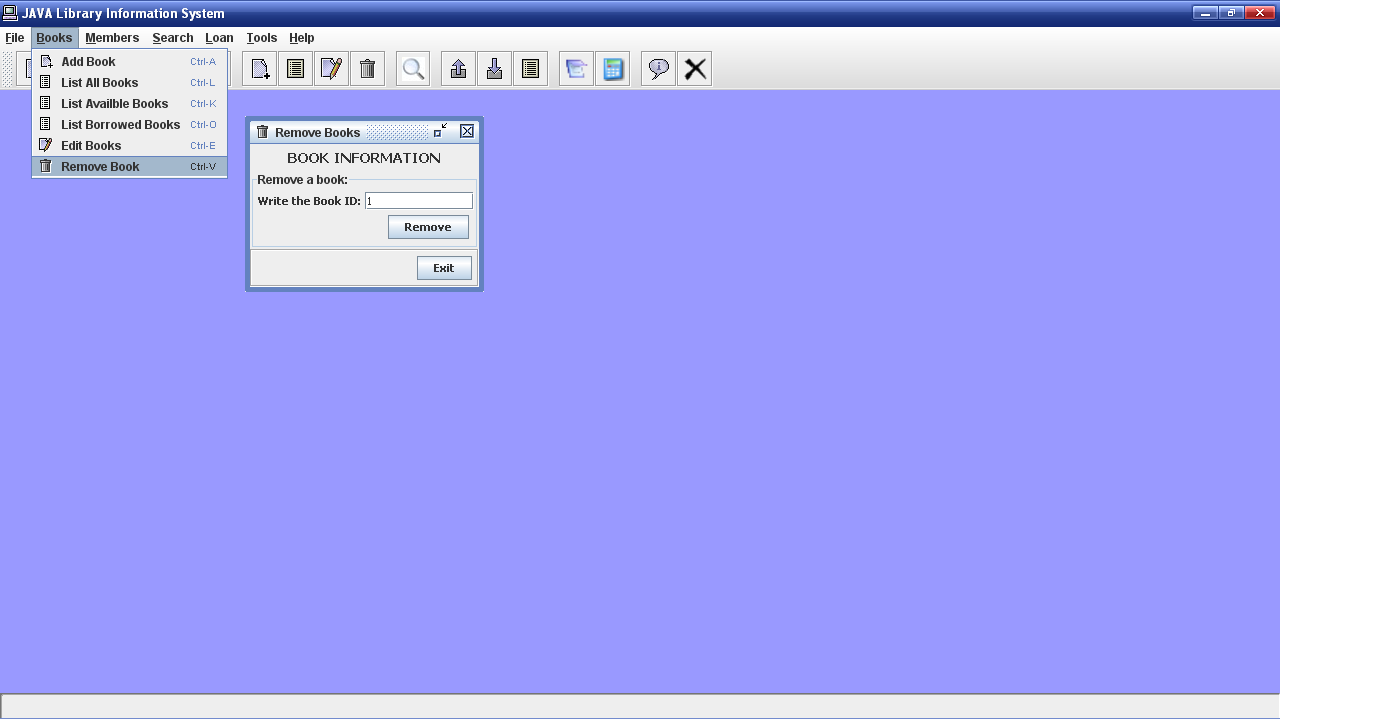 JAVA Library Information System
File Books Members Search Loan Tools Help
Add Book Ctrl-A
List All Books Ctrl-L
List Availble Books Ctrl-K
List Borrowed Books Ctrl-O
Edit Books Ctrl-E
Remove Book Ctrl-V
Remove Books
BOOK INFORMATION
Remove a book:
Write the Book ID: 1
Remove
Exit